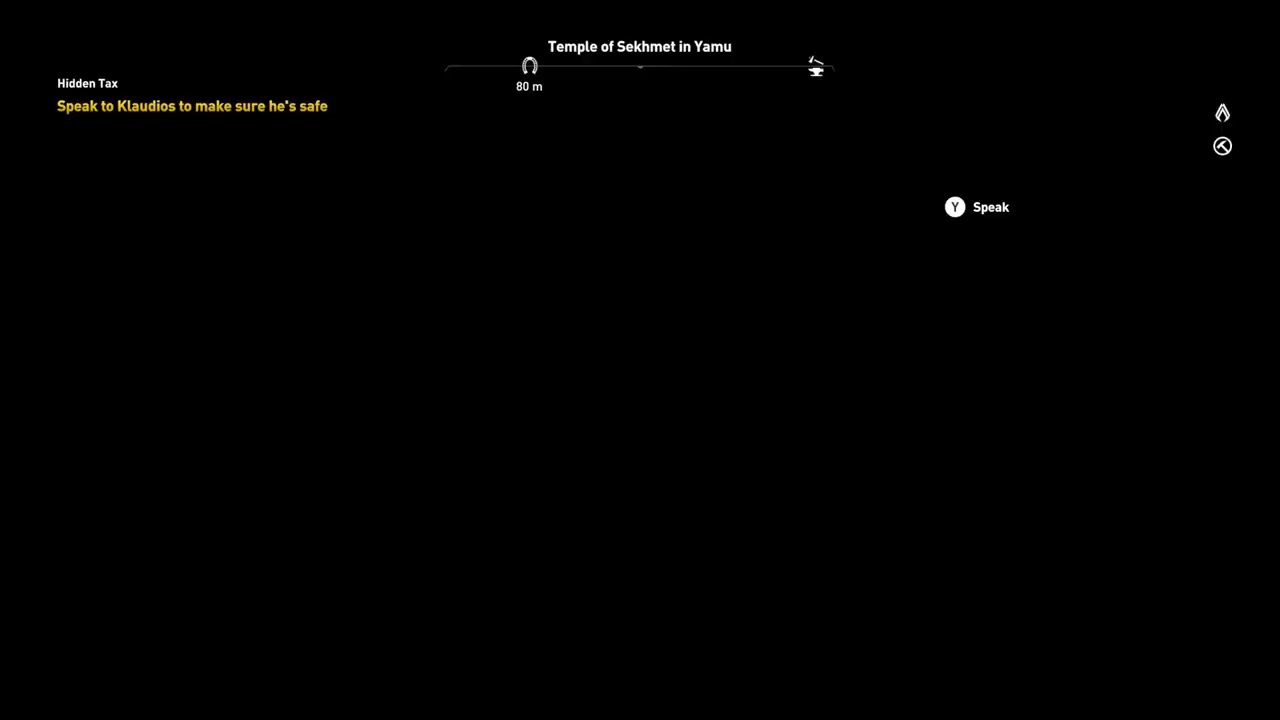 Temple of Sekhmet in Yamu
80 m
Hidden Tax
Speak to Klaudios to make sure he's safe
Y Speak